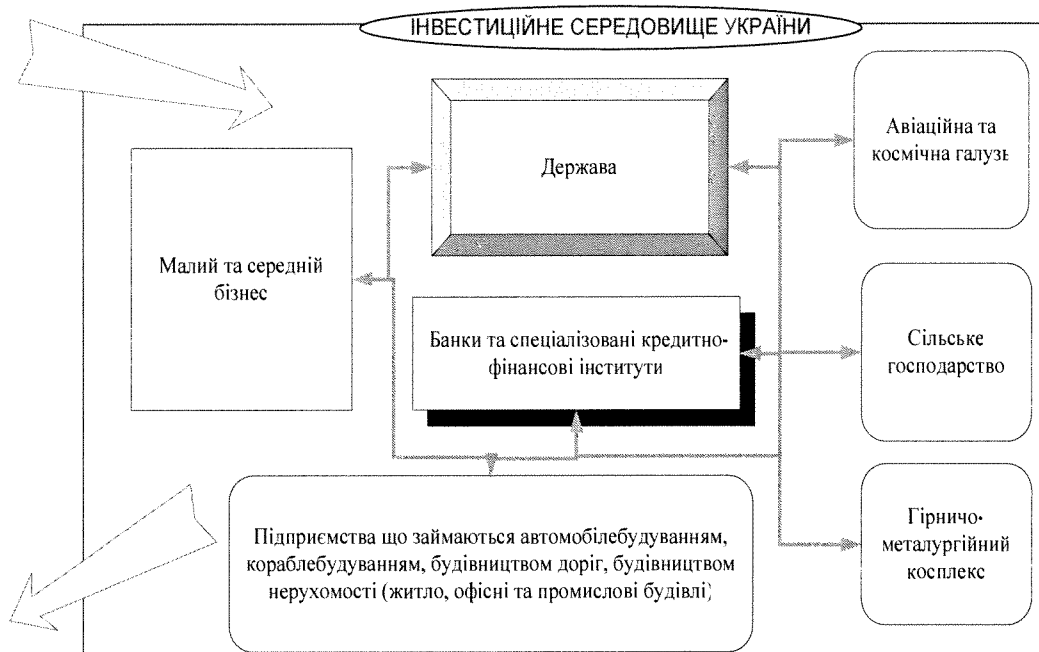 ІНВЕСТИЦІЙНЕ СЕРЕДОВИЩЕ УКРАЇНИ
Держава
Авіаційна та
космічна галузь
Малий та середній
бізнес
Банки та спеціалізовані кредитно-
фінансові інститути
Сільське
господарство
Підприємства що займаються автомобілебудуванням,
кораблебудуванням, будівництвом доріг, будівництвом
нерухомості (житло, офісні та промислові будівлі)
Гірничо-
металургійний
косплекс